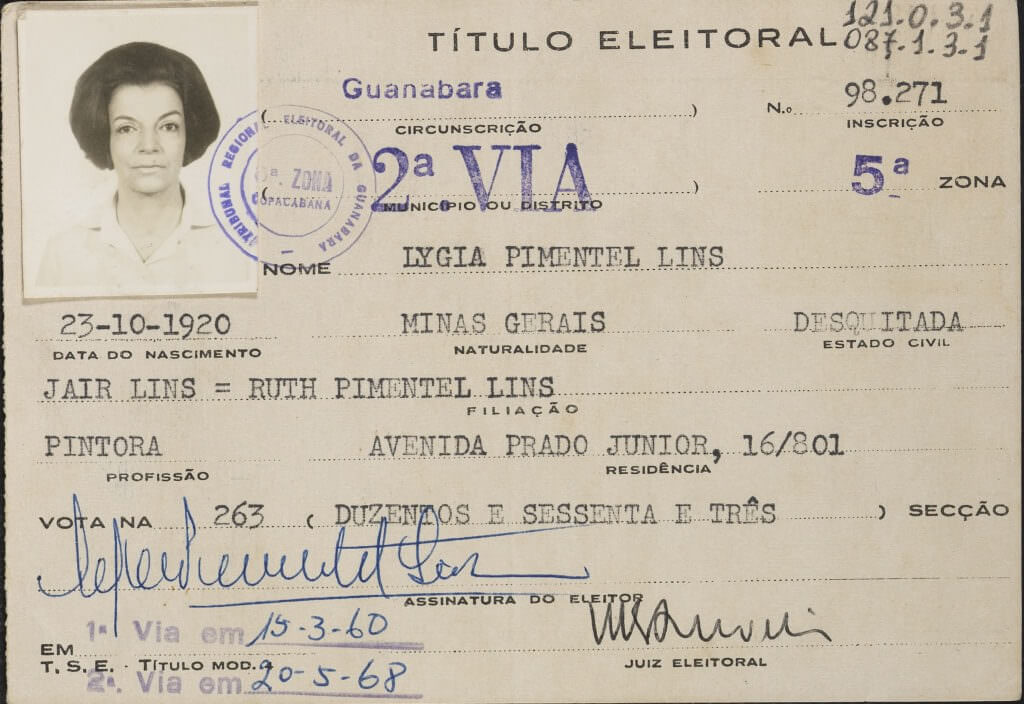 121.0.3.1
TÍTULO ELEITORAL 087.1.3.1
Guanabara
CIRCUNSCRIÇÃO
N.o 98.271
INSCRIÇÃO
TRIBUNAL REGIONAL ELEITORAL DA GUANABARA
5a. ZONA
COPACABANA
2a. VIA
MUNICIPIO OU DISTRITO
5a ZONA
NOME LYGIA PIMENTEL LINS
23-10-1920 MINAS GERAIS DESQUITADA
DATA DO NASCIMENTO NATURALIDADE ESTADO CIVIL
JAIR LINS = RUTH PIMENTEL LINS
FILIAÇÃO
PINTORA AVENIDA PRADO JUNIOR, 16/801
PROFISSÃO RESIDÊNCIA
VOTA NA 263 ( DUZENTOS E SESSENTA E TRÊS ) SECÇÃO
Lygia Pimentel Lins
ASSINATURA DO ELEITOR
1a Via em 15-3-60
EM
JUIZ ELEITORAL
T. S. E. - TÍTULO MOD.
2a. Via em 20-5-68